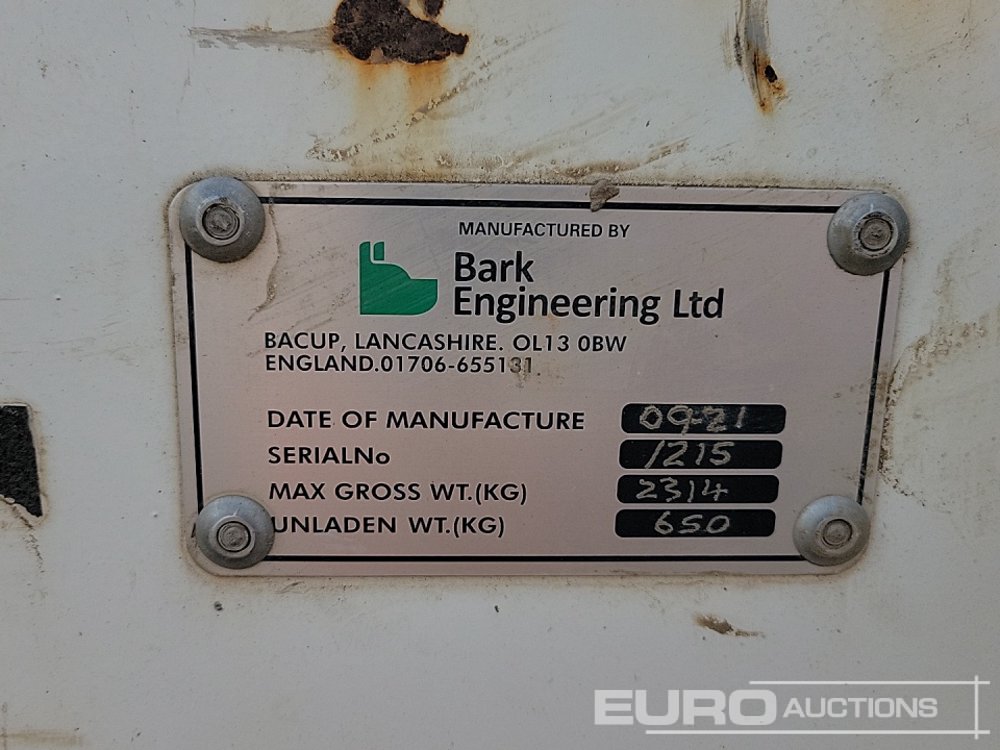 MANUFACTURED BY
Bark
Engineering Ltd
BACUP, LANCASHIRE. OL13 0BW
ENGLAND.01706-655131.
DATE OF MANUFACTURE 09-21
SERIALNo 1215
MAX GROSS WT.(KG) 2314
UNLADEN WT.(KG) 650
EURO AUCTIONS